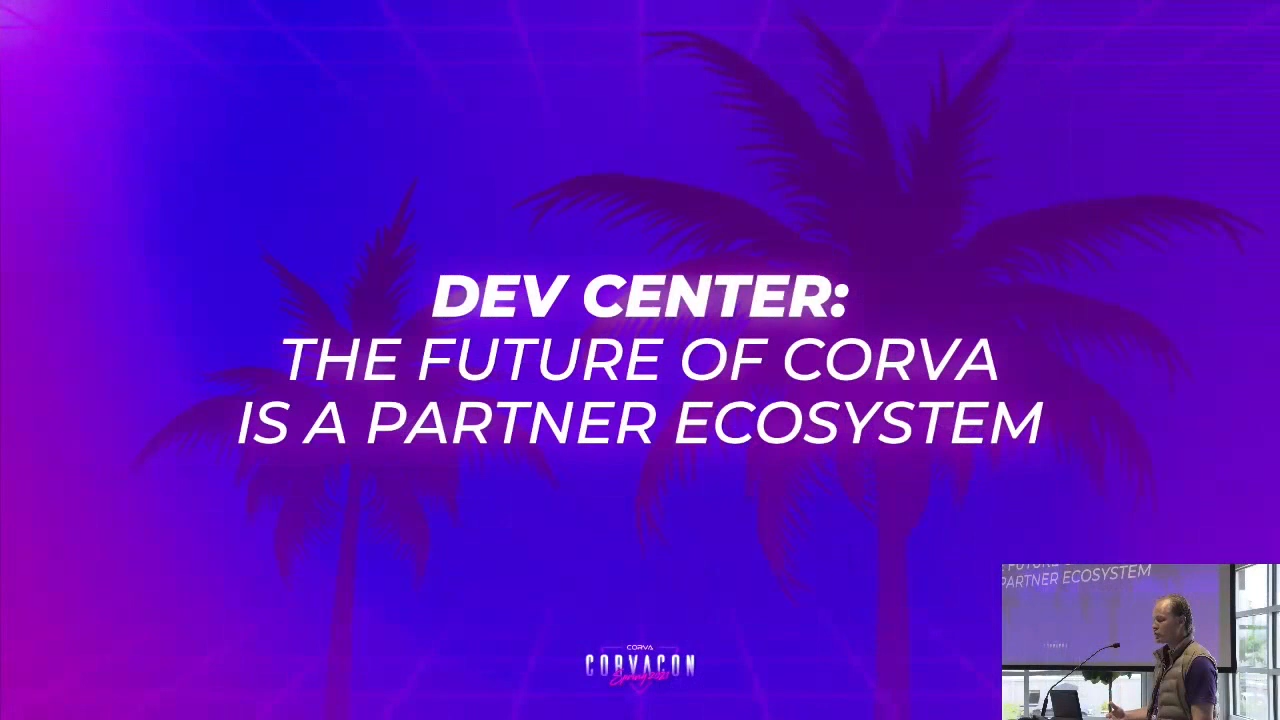 DEV CENTER:
THE FUTURE OF CORVA
IS A PARTNER ECOSYSTEM
CORVA
CORVACON
PARTNER ECOSYSTEM